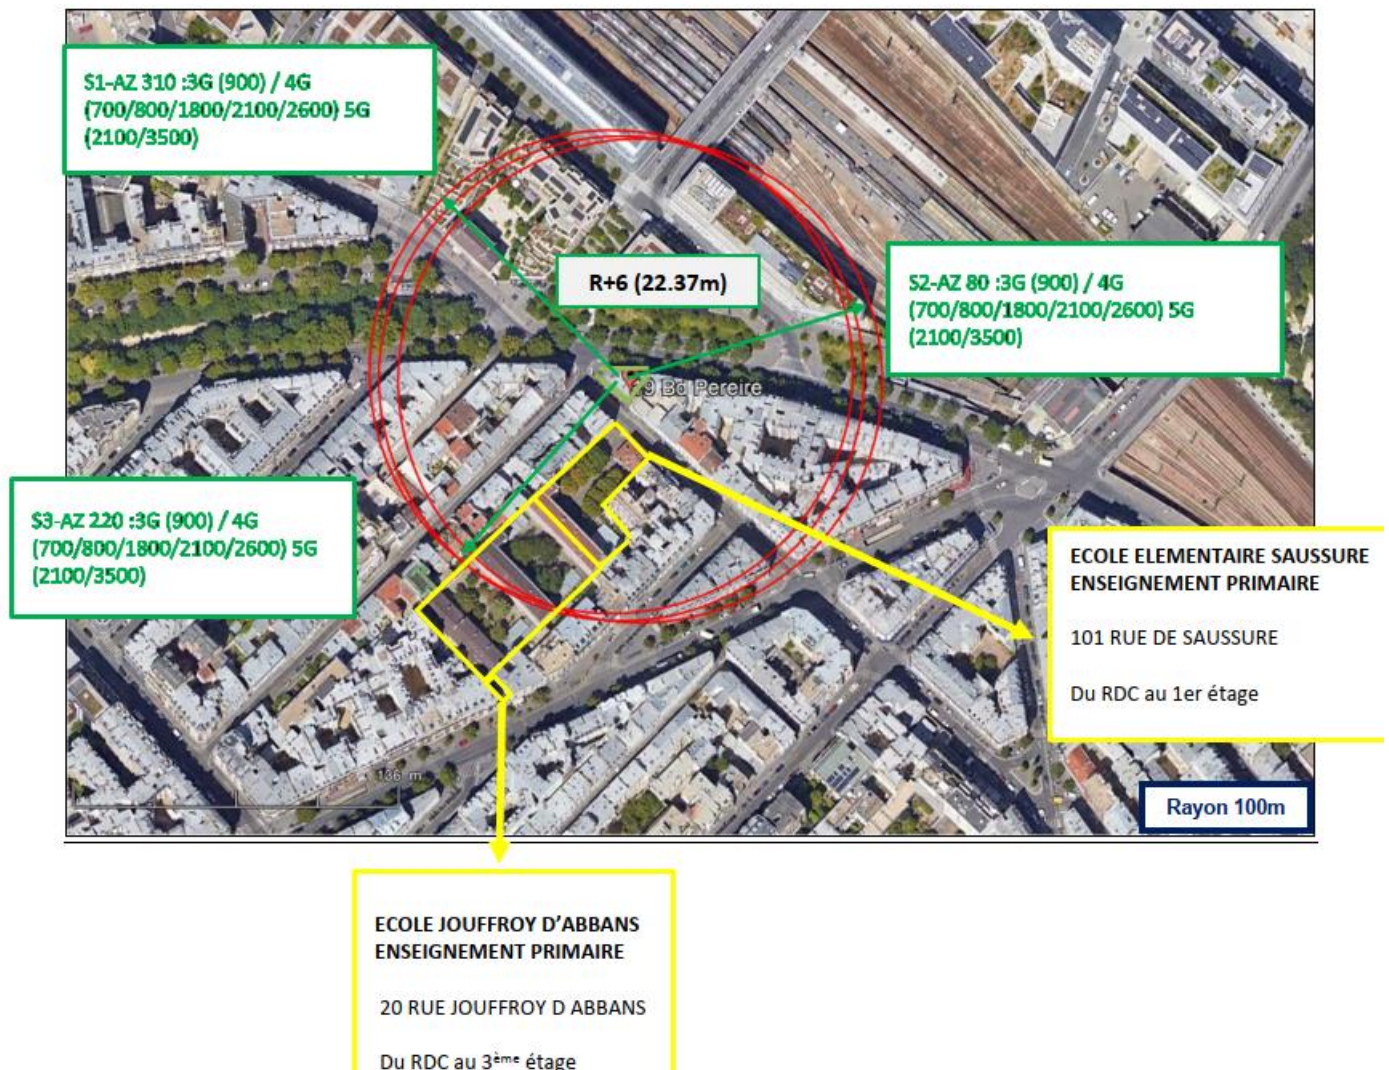 S1-AZ 310 :3G (900) / 4G
(700/800/1800/2100/2600) 5G
(2100/3500)
R+6 (22.37m)
S2-AZ 80 :3G (900) / 4G
(700/800/1800/2100/2600) 5G
(2100/3500)
29 Bd Pereire
S3-AZ 220 :3G (900) / 4G
(700/800/1800/2100/2600) 5G
(2100/3500)
ECOLE ELEMENTAIRE SAUSSURE
ENSEIGNEMENT PRIMAIRE
101 RUE DE SAUSSURE
Du RDC au 1er étage
136 m
Rayon 100m
ECOLE JOUFFROY D'ABBANS
ENSEIGNEMENT PRIMAIRE
20 RUE JOUFFROY D ABBANS
Du RDC au 3ème étage